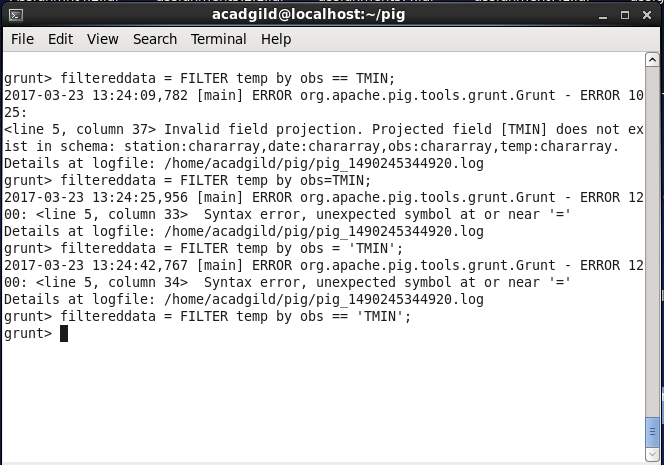 acadgild@localhost:~/pig
File Edit View Search Terminal Help
grunt> filtereddata = FILTER temp by obs == TMIN;
2017-03-23 13:24:09,782 [main] ERROR org.apache.pig.tools.grunt.Grunt - ERROR 10
25:
<line 5, column 37> Invalid field projection. Projected field [TMIN] does not ex
ist in schema: station:chararray,date:chararray,obs:chararray,temp:chararray.
Details at logfile: /home/acadgild/pig/pig_1490245344920.log
grunt> filtereddata = FILTER temp by obs=TMIN;
2017-03-23 13:24:25,956 [main] ERROR org.apache.pig.tools.grunt.Grunt - ERROR 12
00: <line 5, column 33>  Syntax error, unexpected symbol at or near '='
Details at logfile: /home/acadgild/pig/pig_1490245344920.log
grunt> filtereddata = FILTER temp by obs = 'TMIN';
2017-03-23 13:24:42,767 [main] ERROR org.apache.pig.tools.grunt.Grunt - ERROR 12
00: <line 5, column 34>  Syntax error, unexpected symbol at or near '='
Details at logfile: /home/acadgild/pig/pig_1490245344920.log
grunt> filtereddata = FILTER temp by obs == 'TMIN';
grunt>